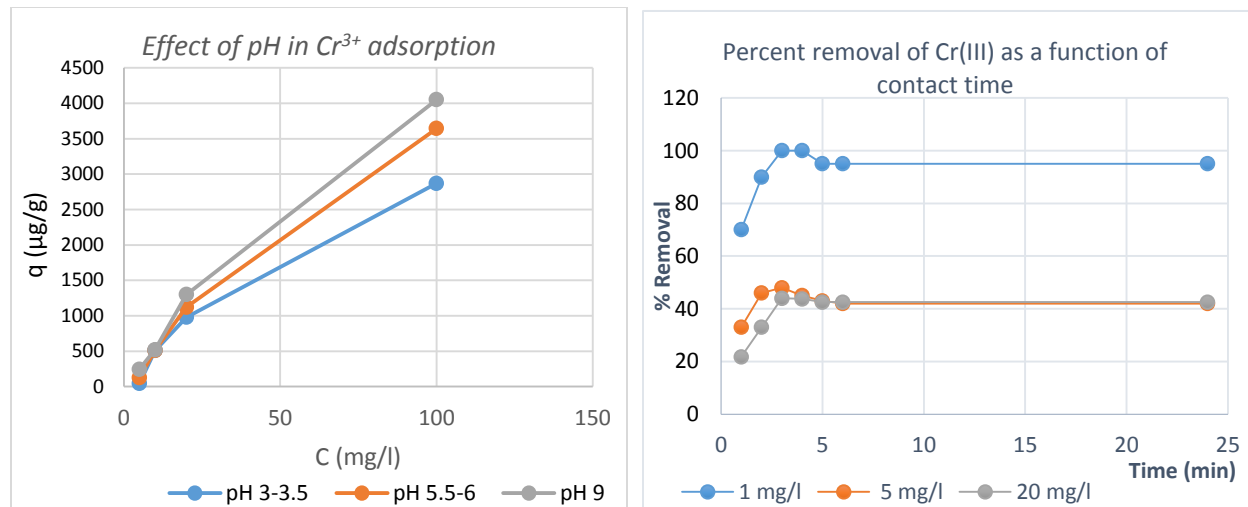 Effect of pH in Cr³⁺ adsorption
4500
4000
3500
3000
2500
2000
1500
1000
500
0
q (µg/g)
0 50 100 150
C (mg/l)
pH 3-3.5 pH 5.5-6 pH 9
Percent removal of Cr(III) as a function of
contact time
120
100
80
60
40
20
0
% Removal
0 5 10 15 20 25
Time (min)
1 mg/l 5 mg/l 20 mg/l